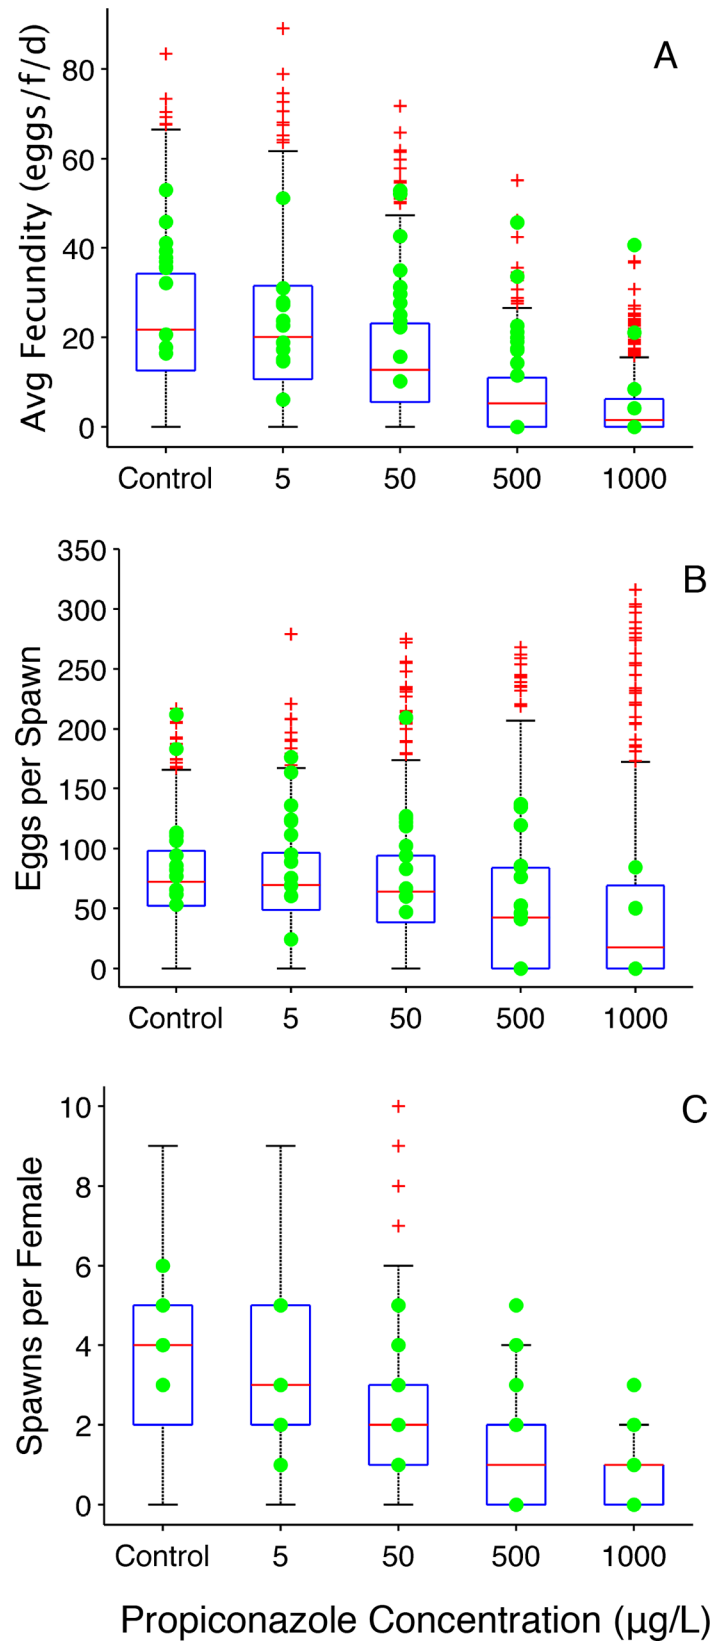 A
Avg Fecundity (eggs/f/d)
80
60
40
20
0
Control 5 50 500 1000
B
Eggs per Spawn
350
300
250
200
150
100
50
0
Control 5 50 500 1000
C
Spawns per Female
10
8
6
4
2
0
Control 5 50 500 1000
Propiconazole Concentration (µg/L)